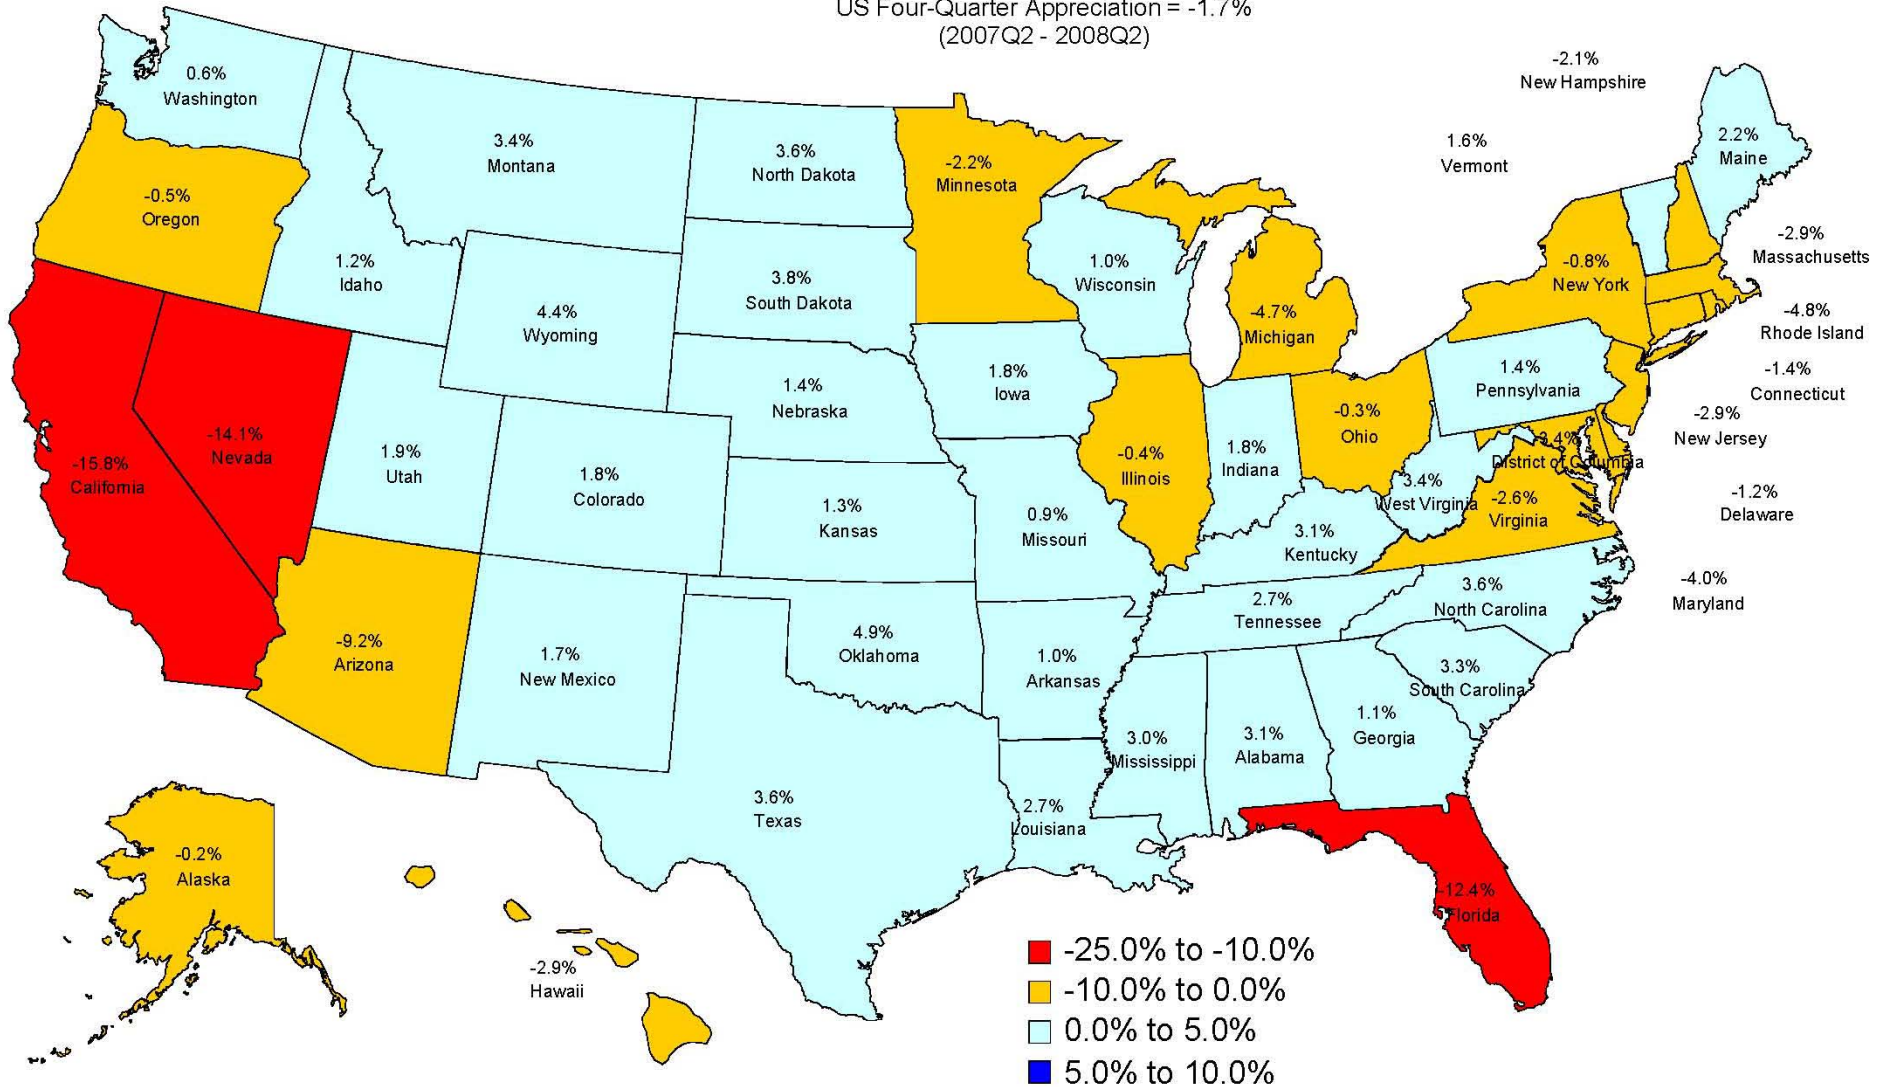 US Four-Quarter Appreciation = -1.7%
(2007Q2 - 2008Q2)
-2.1%
New Hampshire
0.6%
Washington
3.4%
Montana
3.6%
North Dakota
-2.2%
Minnesota
1.6%
Vermont
2.2%
Maine
-0.5%
Oregon
1.2%
Idaho
4.4%
Wyoming
3.8%
South Dakota
1.0%
Wisconsin
-4.7%
Michigan
-0.8%
New York
-2.9%
Massachusetts
-4.8%
Rhode Island
-1.4%
Connecticut
-2.9%
New Jersey
-15.8%
California
-14.1%
Nevada
1.9%
Utah
1.8%
Colorado
1.4%
Nebraska
1.3%
Kansas
1.8%
Iowa
0.9%
Missouri
-0.4%
Illinois
1.8%
Indiana
-0.3%
Ohio
1.4%
Pennsylvania
3.4%
West Virginia
-2.6%
Virginia
-3.4%
District of Columbia
-1.2%
Delaware
-4.0%
Maryland
3.1%
Kentucky
2.7%
Tennessee
3.6%
North Carolina
3.3%
South Carolina
-9.2%
Arizona
1.7%
New Mexico
4.9%
Oklahoma
1.0%
Arkansas
3.0%
Mississippi
3.1%
Alabama
1.1%
Georgia
3.6%
Texas
2.7%
Louisiana
-12.4%
Florida
-0.2%
Alaska
-2.9%
Hawaii
-25.0% to -10.0%
-10.0% to 0.0%
0.0% to 5.0%
5.0% to 10.0%